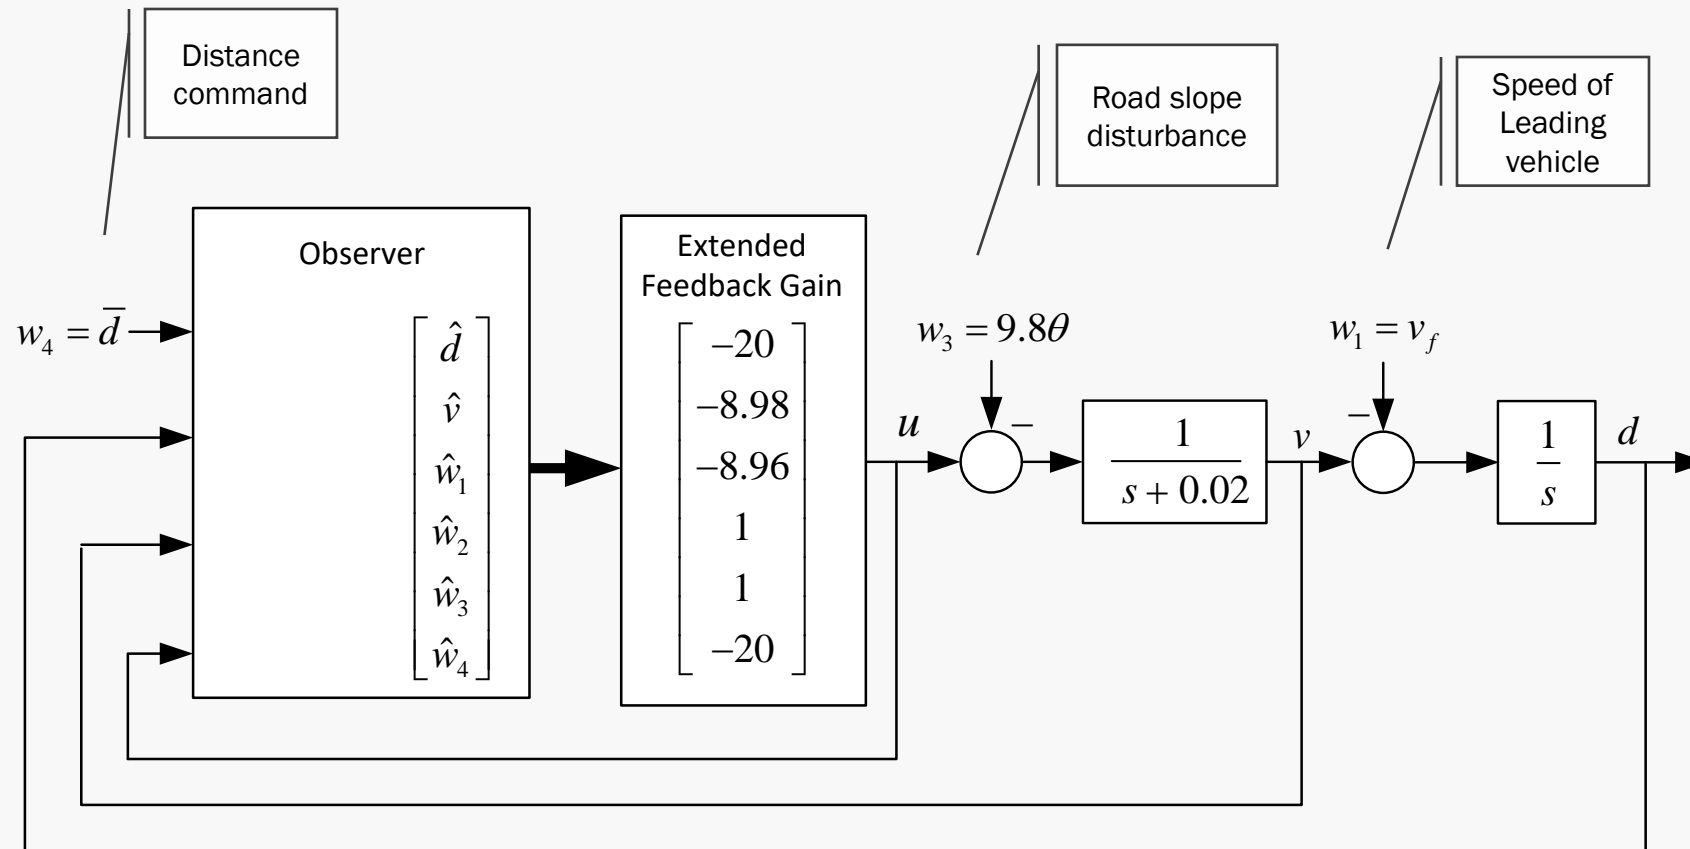 Distance
command
Road slope
disturbance
Speed of
Leading
vehicle
Observer
Extended
Feedback Gain
w₄ = d̅
d̂
v̂
ŵ₁
ŵ₂
ŵ₃
ŵ₄
−20
−8.98
−8.96
1
1
−20
u
w₃ = 9.8θ
−
1
s + 0.02
v
w₁ = v_f
−
1
s
d